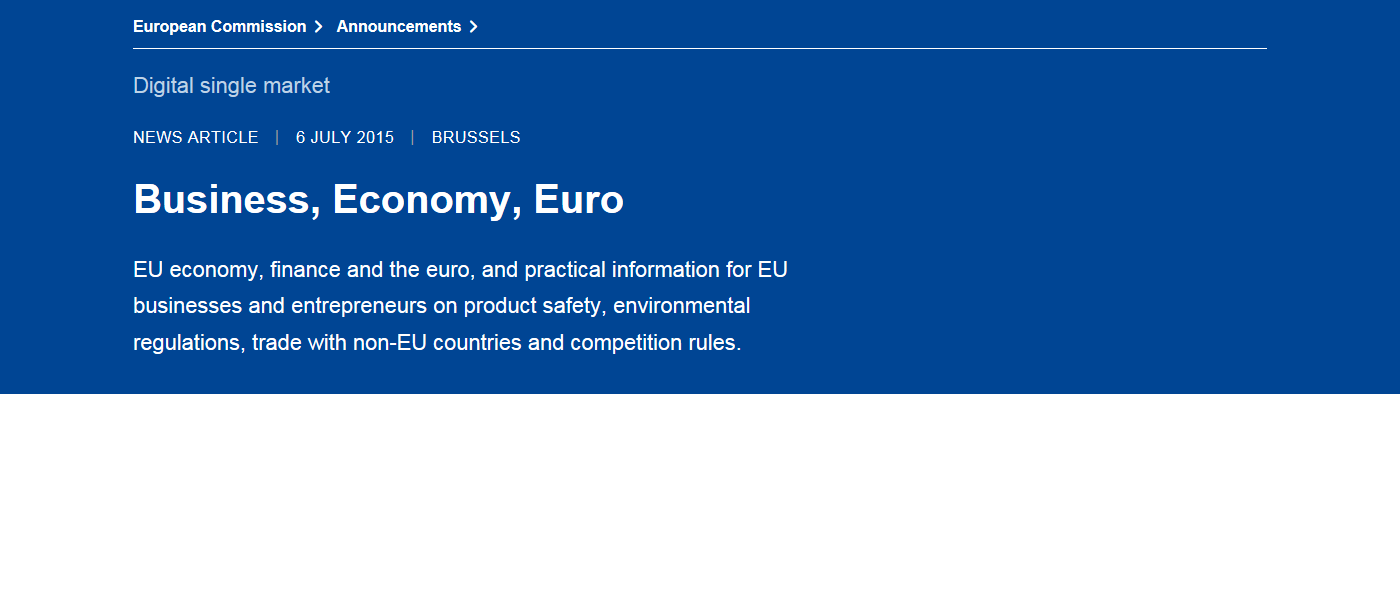 European Commission > Announcements >
Digital single market
NEWS ARTICLE | 6 JULY 2015 | BRUSSELS
Business, Economy, Euro
EU economy, finance and the euro, and practical information for EU
businesses and entrepreneurs on product safety, environmental
regulations, trade with non-EU countries and competition rules.